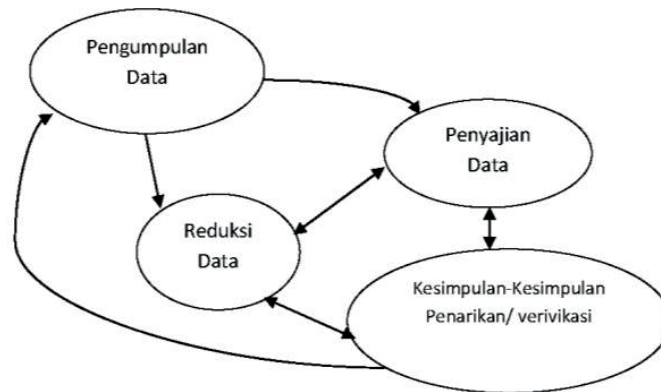 Pengumpulan
Data
Penyajian
Data
Reduksi
Data
Kesimpulan-Kesimpulan
Penarikan/ verivikasi